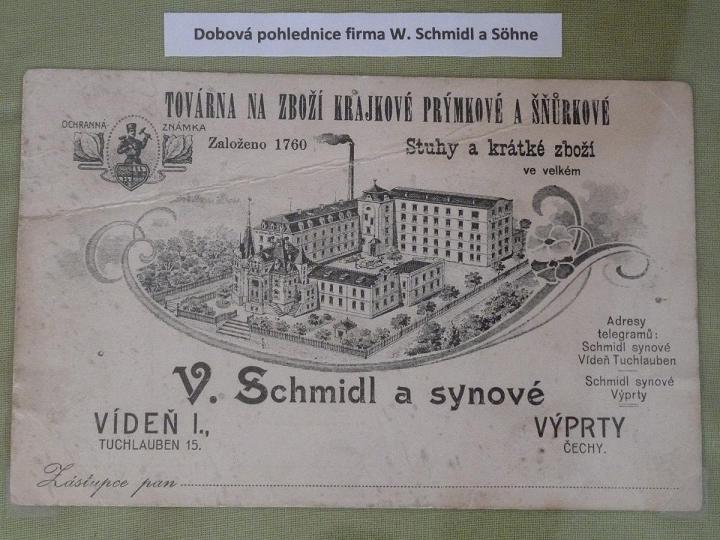 Dobová pohlednice firma W. Schmidl a Söhne
TOVÁRNA NA ZBOŽÍ KRAJKOVÉ PRÝMKOVÉ A ŠŇŮRKOVÉ
OCHRANNÁ ZNÁMKA
Založeno 1760
Stuhy a krátké zboží
ve velkém
Adresy
telegramů:
Schmidl synové
Vídeň Tuchlauben
Schmidl synové
Výprty
V. Schmidl a synové
VÍDEŇ I.,
TUCHLAUBEN 15.
VÝPRTY
ČECHY.
Zástupce pan